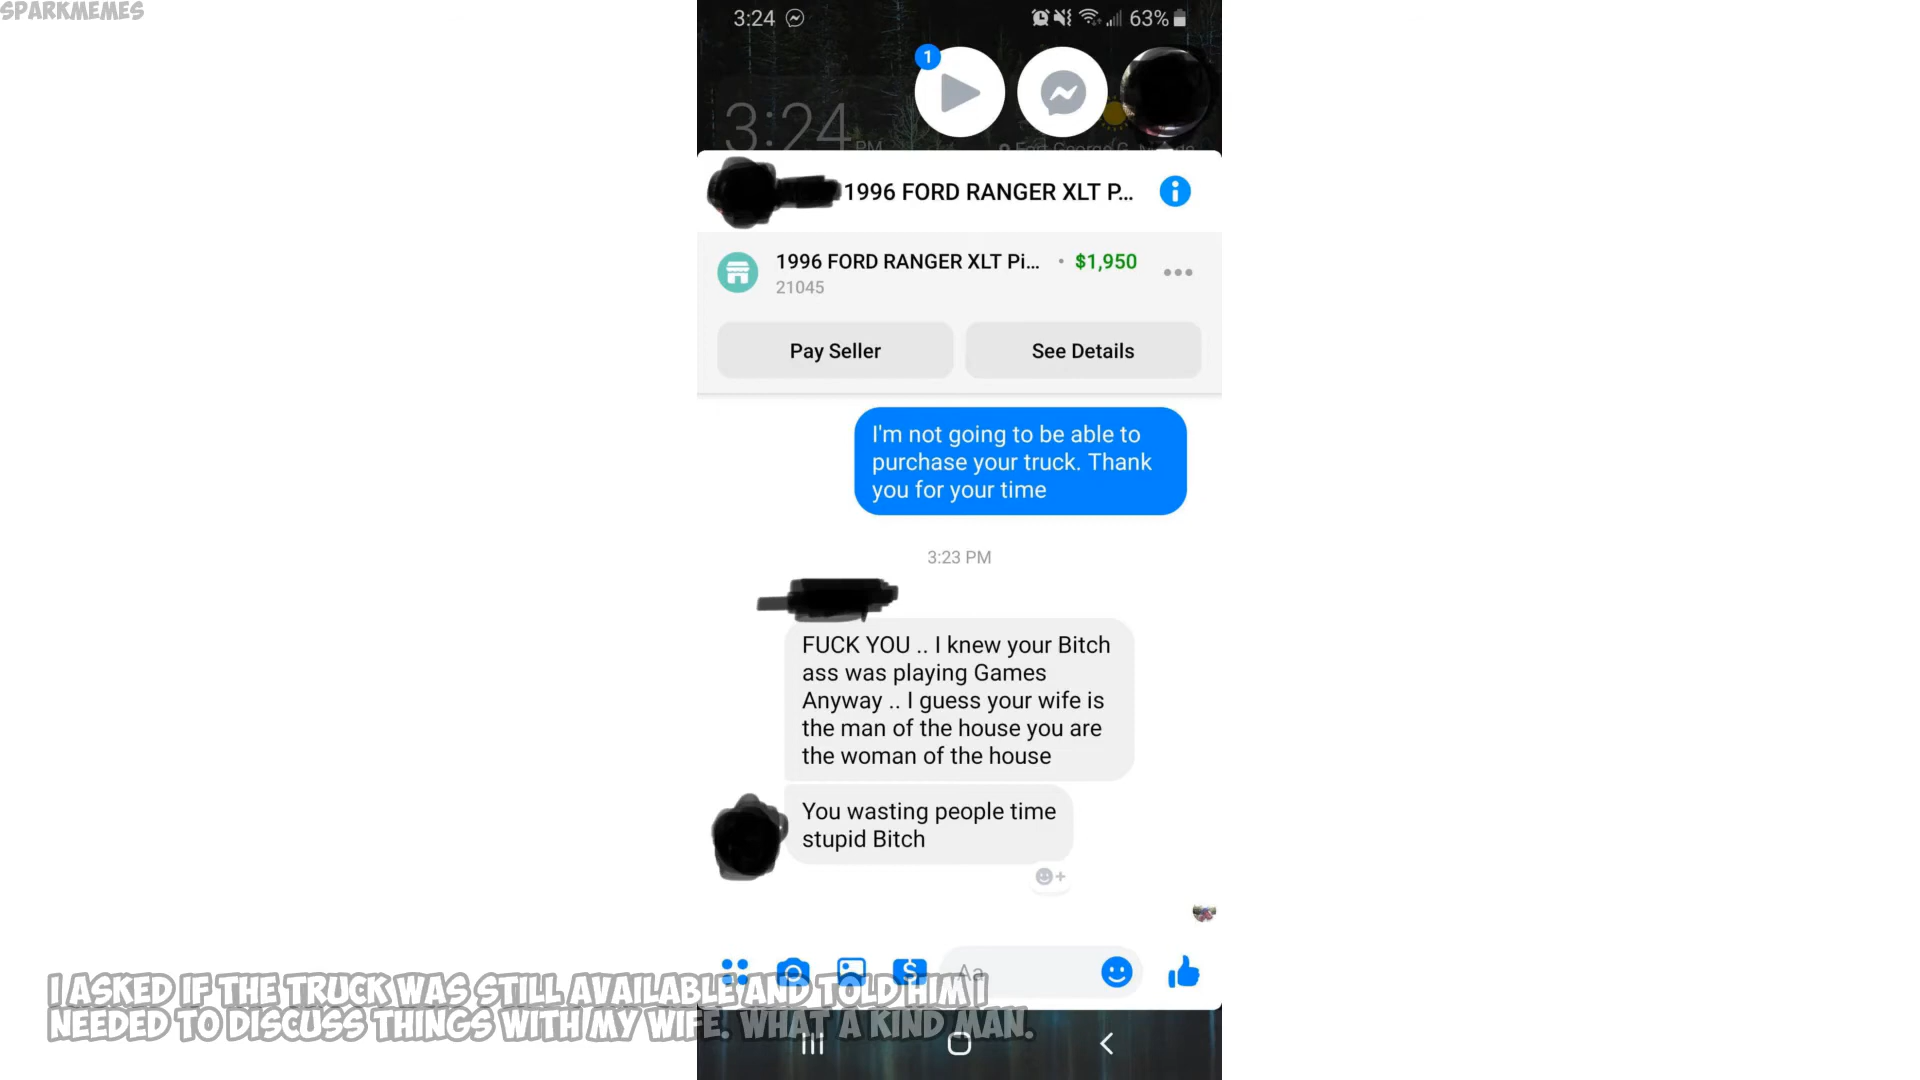 SPARKMEMES
3:24
63%
1
3:24
PM
1996 FORD RANGER XLT P...
1996 FORD RANGER XLT Pi... • $1,950
21045
Pay Seller
See Details
I'm not going to be able to
purchase your truck. Thank
you for your time
3:23 PM
FUCK YOU .. I knew your Bitch
ass was playing Games
Anyway .. I guess your wife is
the man of the house you are
the woman of the house
You wasting people time
stupid Bitch
Aa
I ASKED IF THE TRUCK WAS STILL AVAILABLE AND TOLD HIM I
NEEDED TO DISCUSS THINGS WITH MY WIFE. WHAT A KIND MAN.